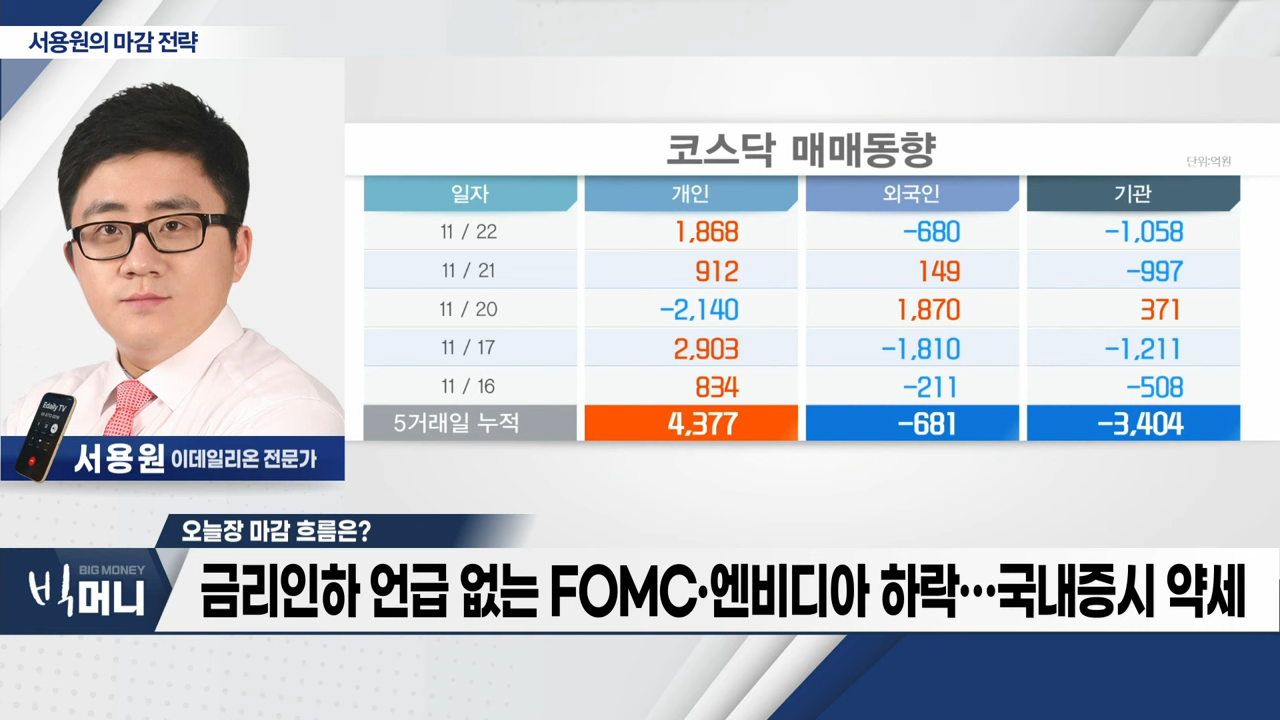 서용원의 마감 전략
코스닥 매매동향
단위:억원
일자 개인 외국인 기관
11 / 22 1,868 -680 -1,058
11 / 21 912 149 -997
11 / 20 -2,140 1,870 371
11 / 17 2,903 -1,810 -1,211
11 / 16 834 -211 -508
5거래일 누적 4,377 -681 -3,404
Edaily TV
서용원 이데일리온 전문가
오늘장 마감 흐름은?
BIG MONEY
빅머니
금리인하 언급 없는 FOMC·엔비디아 하락…국내증시 약세